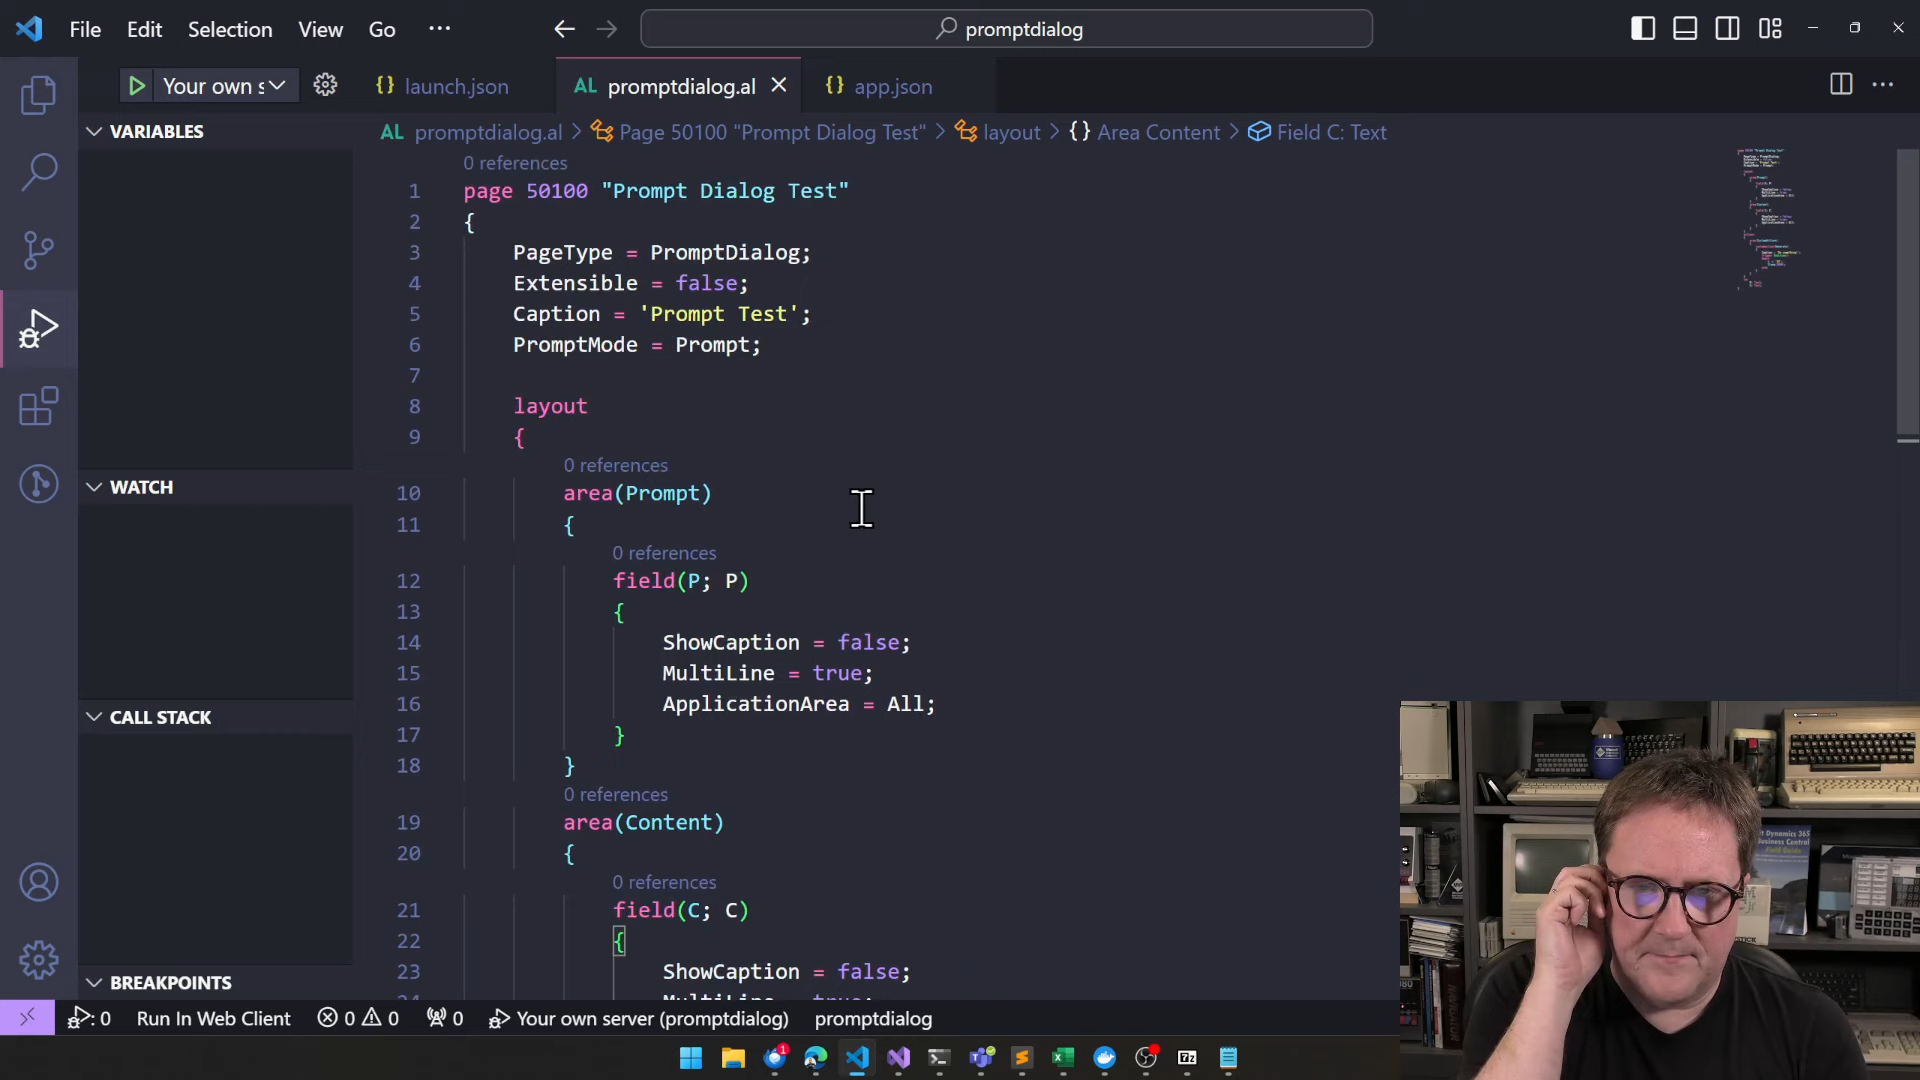 File Edit Selection View Go ··· promptdialog
Your own s launch.json promptdialog.al app.json
VARIABLES
WATCH
CALL STACK
BREAKPOINTS
promptdialog.al > Page 50100 "Prompt Dialog Test" > layout > Area Content > Field C: Text
0 references
1 page 50100 "Prompt Dialog Test"
2 {
3 PageType = PromptDialog;
4 Extensible = false;
5 Caption = 'Prompt Test';
6 PromptMode = Prompt;
7
8 layout
9 {
0 references
10 area(Prompt)
11 {
0 references
12 field(P; P)
13 {
14 ShowCaption = false;
15 MultiLine = true;
16 ApplicationArea = All;
17 }
18 }
0 references
19 area(Content)
20 {
0 references
21 field(C; C)
22 {
23 ShowCaption = false;
24 MultiLine = true;
: 0 Run In Web Client 0 0 0 Your own server (promptdialog) promptdialog